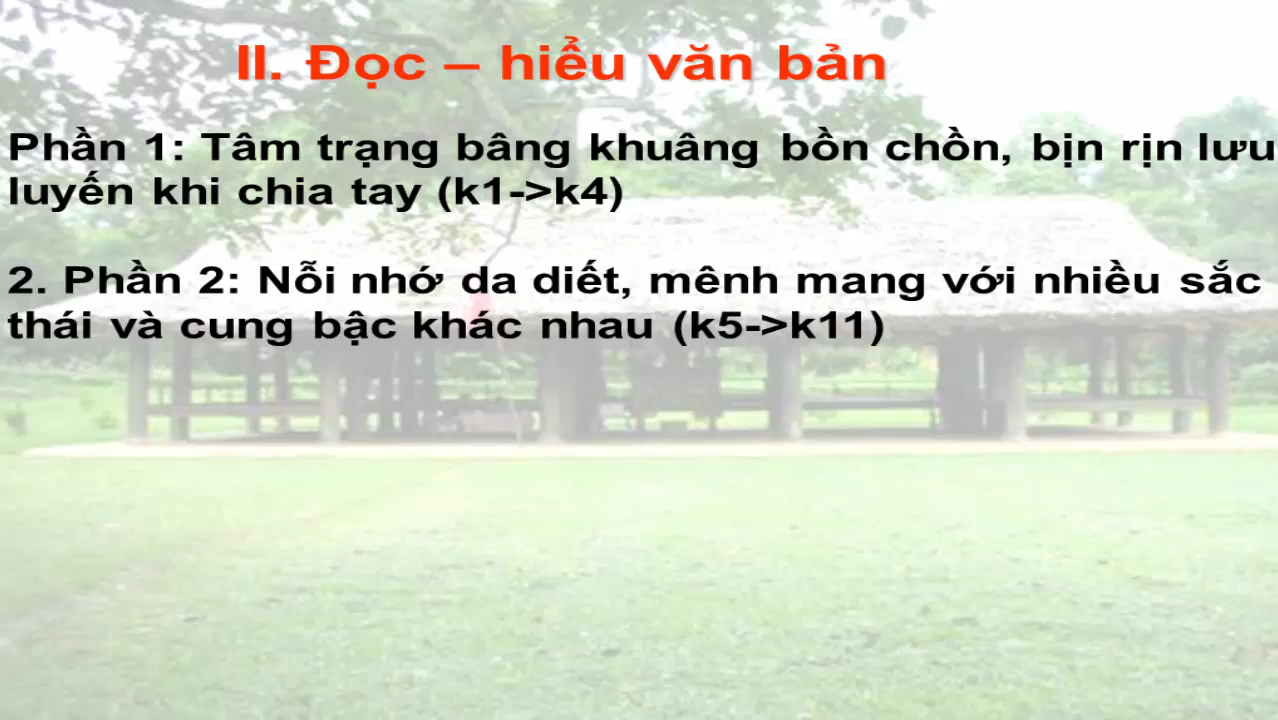 II. Đọc – hiểu văn bản
Phần 1: Tâm trạng bâng khuâng bồn chồn, bịn rịn lưu
luyến khi chia tay (k1->k4)
2. Phần 2: Nỗi nhớ da diết, mênh mang với nhiều sắc
thái và cung bậc khác nhau (k5->k11)